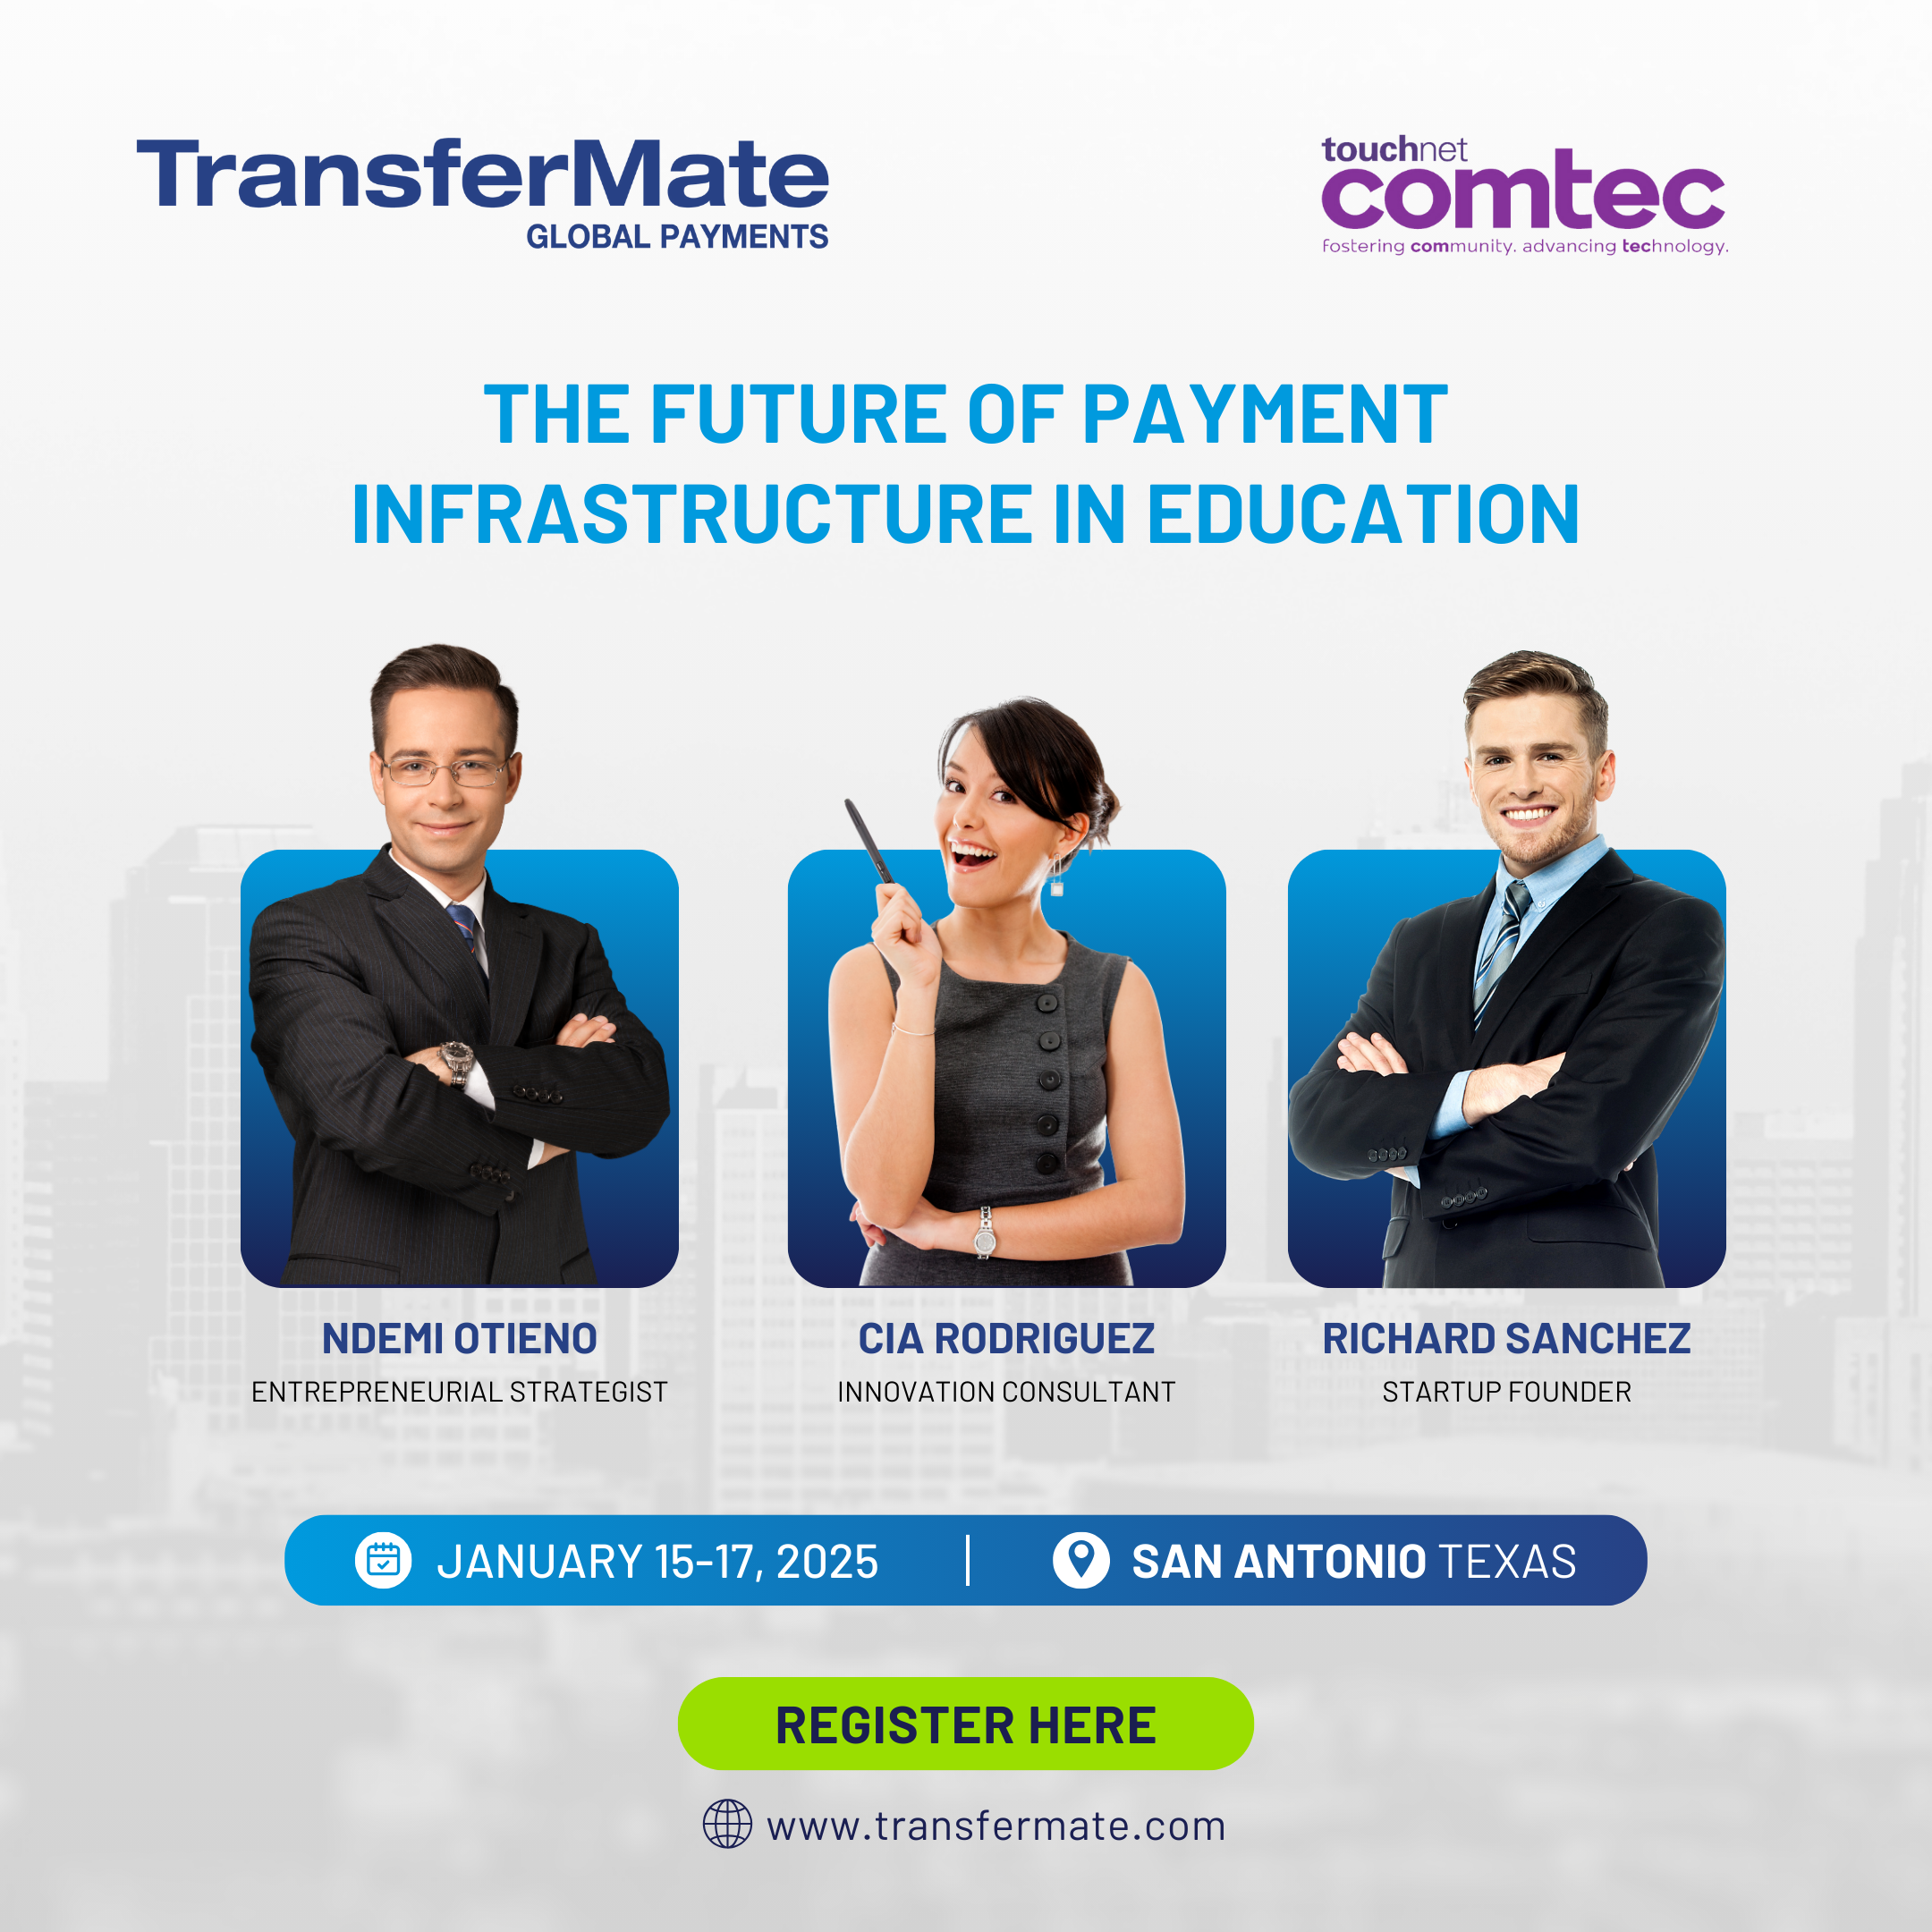 TransferMate
GLOBAL PAYMENTS
touchnet
comtec
fostering community. advancing technology.
THE FUTURE OF PAYMENT
INFRASTRUCTURE IN EDUCATION
NDEMI OTIENO
ENTREPRENEURIAL STRATEGIST
CIA RODRIGUEZ
INNOVATION CONSULTANT
RICHARD SANCHEZ
STARTUP FOUNDER
JANUARY 15-17, 2025
SAN ANTONIO TEXAS
REGISTER HERE
www.transfermate.com